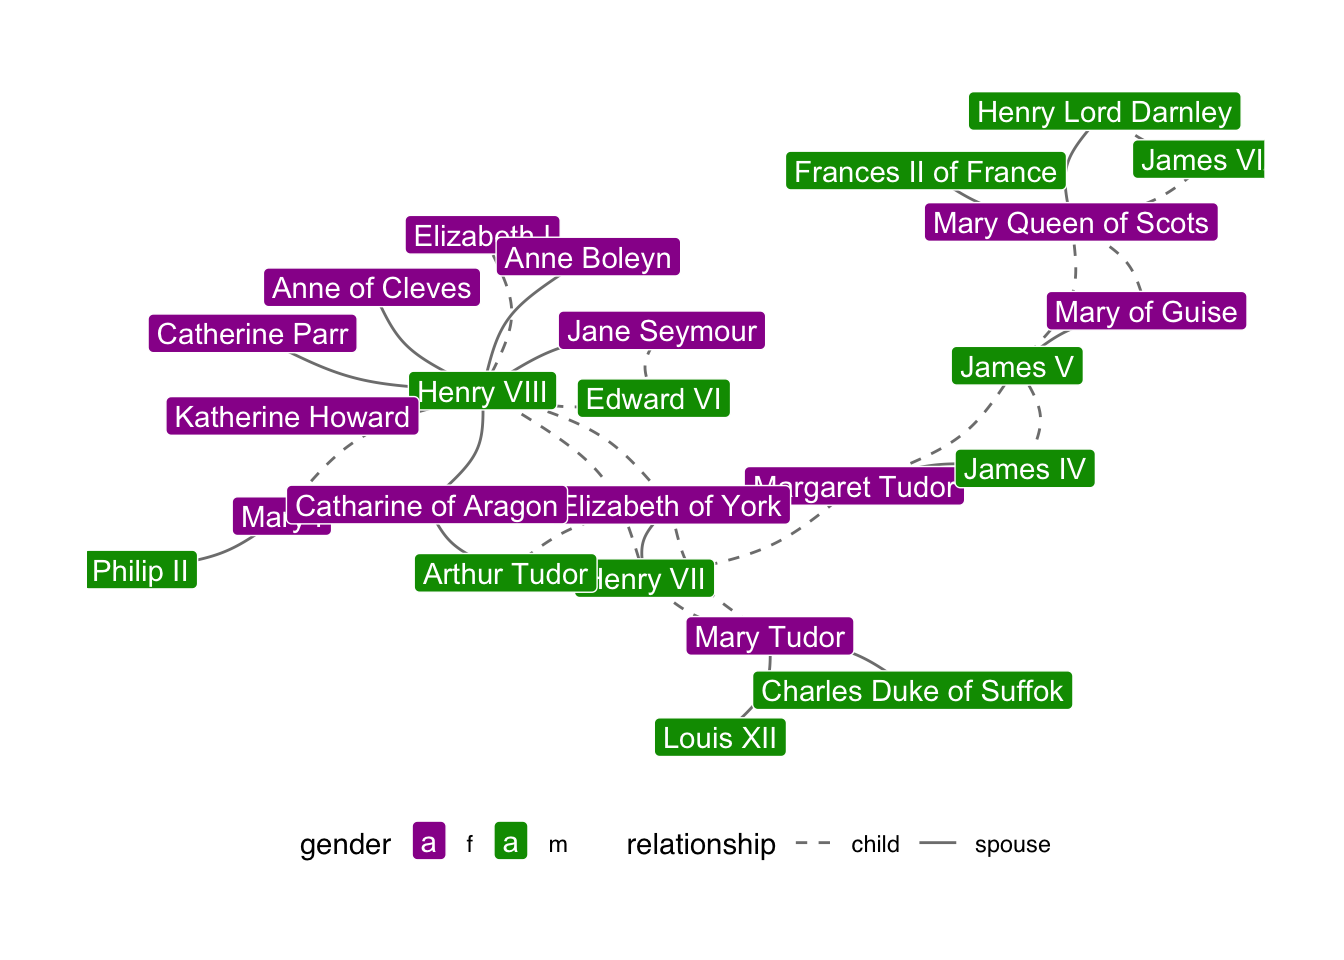 Henry Lord Darnley
James VI
Frances II of France
Mary Queen of Scots
Elizabeth I
Anne Boleyn
Anne of Cleves
Mary of Guise
Catherine Parr
Jane Seymour
James V
Henry VIII
Edward VI
Katherine Howard
James IV
Margaret Tudor
Catharine of Aragon
Elizabeth of York
Mary I
Philip II
Arthur Tudor
Henry VII
Mary Tudor
Charles Duke of Suffok
Louis XII
gender a f a m relationship child spouse